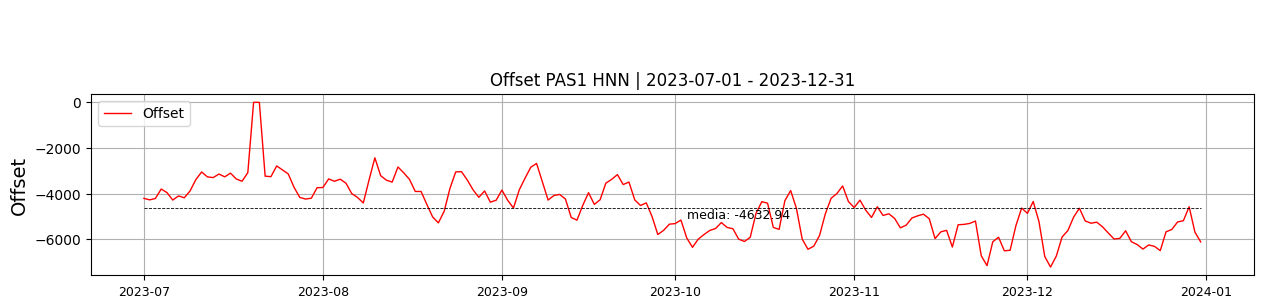 Offset PAS1 HNN | 2023-07-01 - 2023-12-31
Offset
Offset
0
−2000
−4000
−6000
media: -4632.94
2023-07
2023-08
2023-09
2023-10
2023-11
2023-12
2024-01